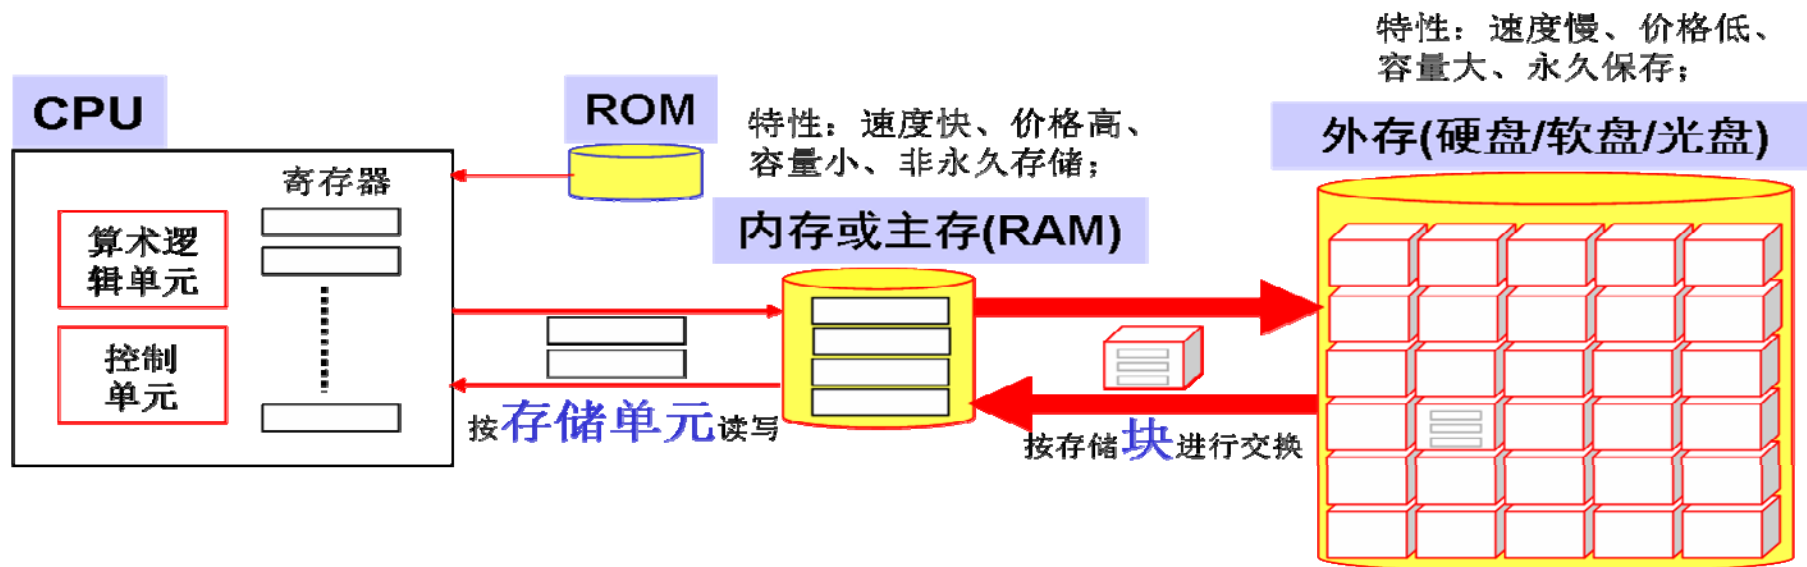 特性：速度慢、价格低、
容量大、永久保存；
CPU
ROM
特性：速度快、价格高、
容量小、非永久存储；
外存(硬盘/软盘/光盘)
寄存器
内存或主存(RAM)
算术逻
辑单元
控制
单元
按存储单元读写
按存储块进行交换